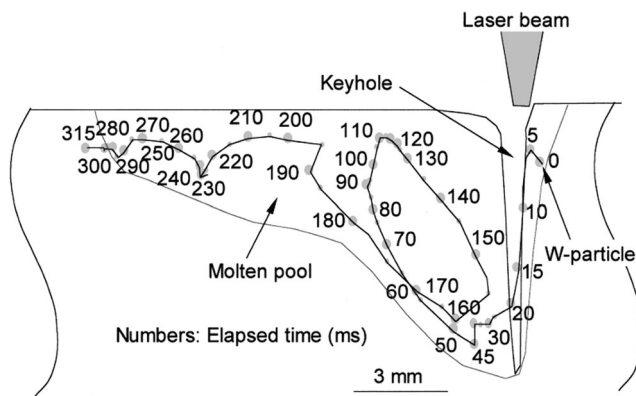 Laser beam
Keyhole
210 200
110 120
5
315 280 270 260
0
100 130
300 290 250
220
190
240 230
90
140
10
80
180
70
150
W-particle
Molten pool
15
60 170
160
20
30
Numbers: Elapsed time (ms)
50
45
3 mm